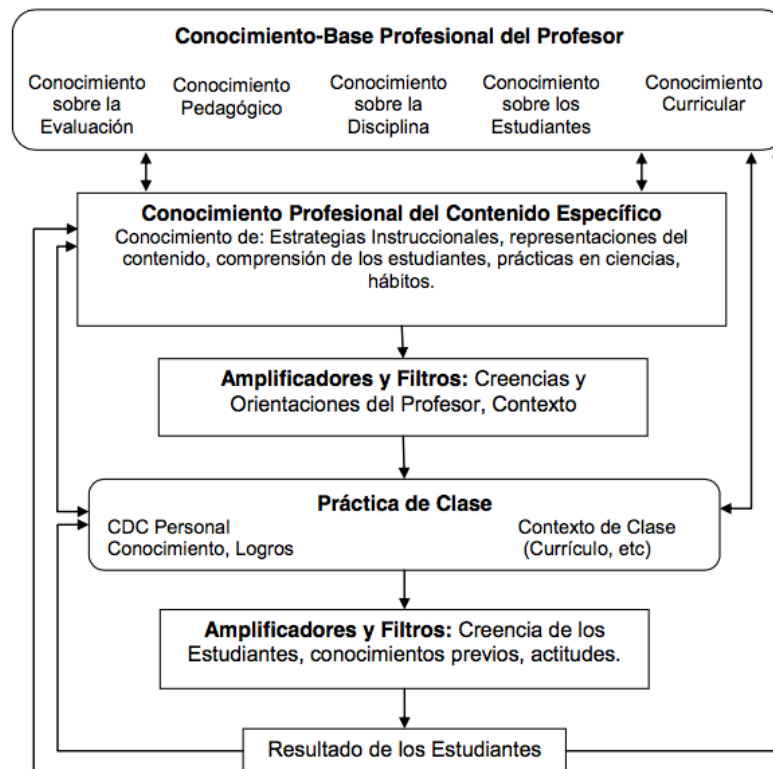 Conocimiento-Base Profesional del Profesor
Conocimiento
sobre la
Evaluación
Conocimiento
Pedagógico
Conocimiento
sobre la
Disciplina
Conocimiento
sobre los
Estudiantes
Conocimiento
Curricular
Conocimiento Profesional del Contenido Específico
Conocimiento de: Estrategias Instruccionales, representaciones del
contenido, comprensión de los estudiantes, prácticas en ciencias,
hábitos.
Amplificadores y Filtros: Creencias y
Orientaciones del Profesor, Contexto
Práctica de Clase
CDC Personal
Conocimiento, Logros
Contexto de Clase
(Currículo, etc)
Amplificadores y Filtros: Creencia de los
Estudiantes, conocimientos previos, actitudes.
Resultado de los Estudiantes